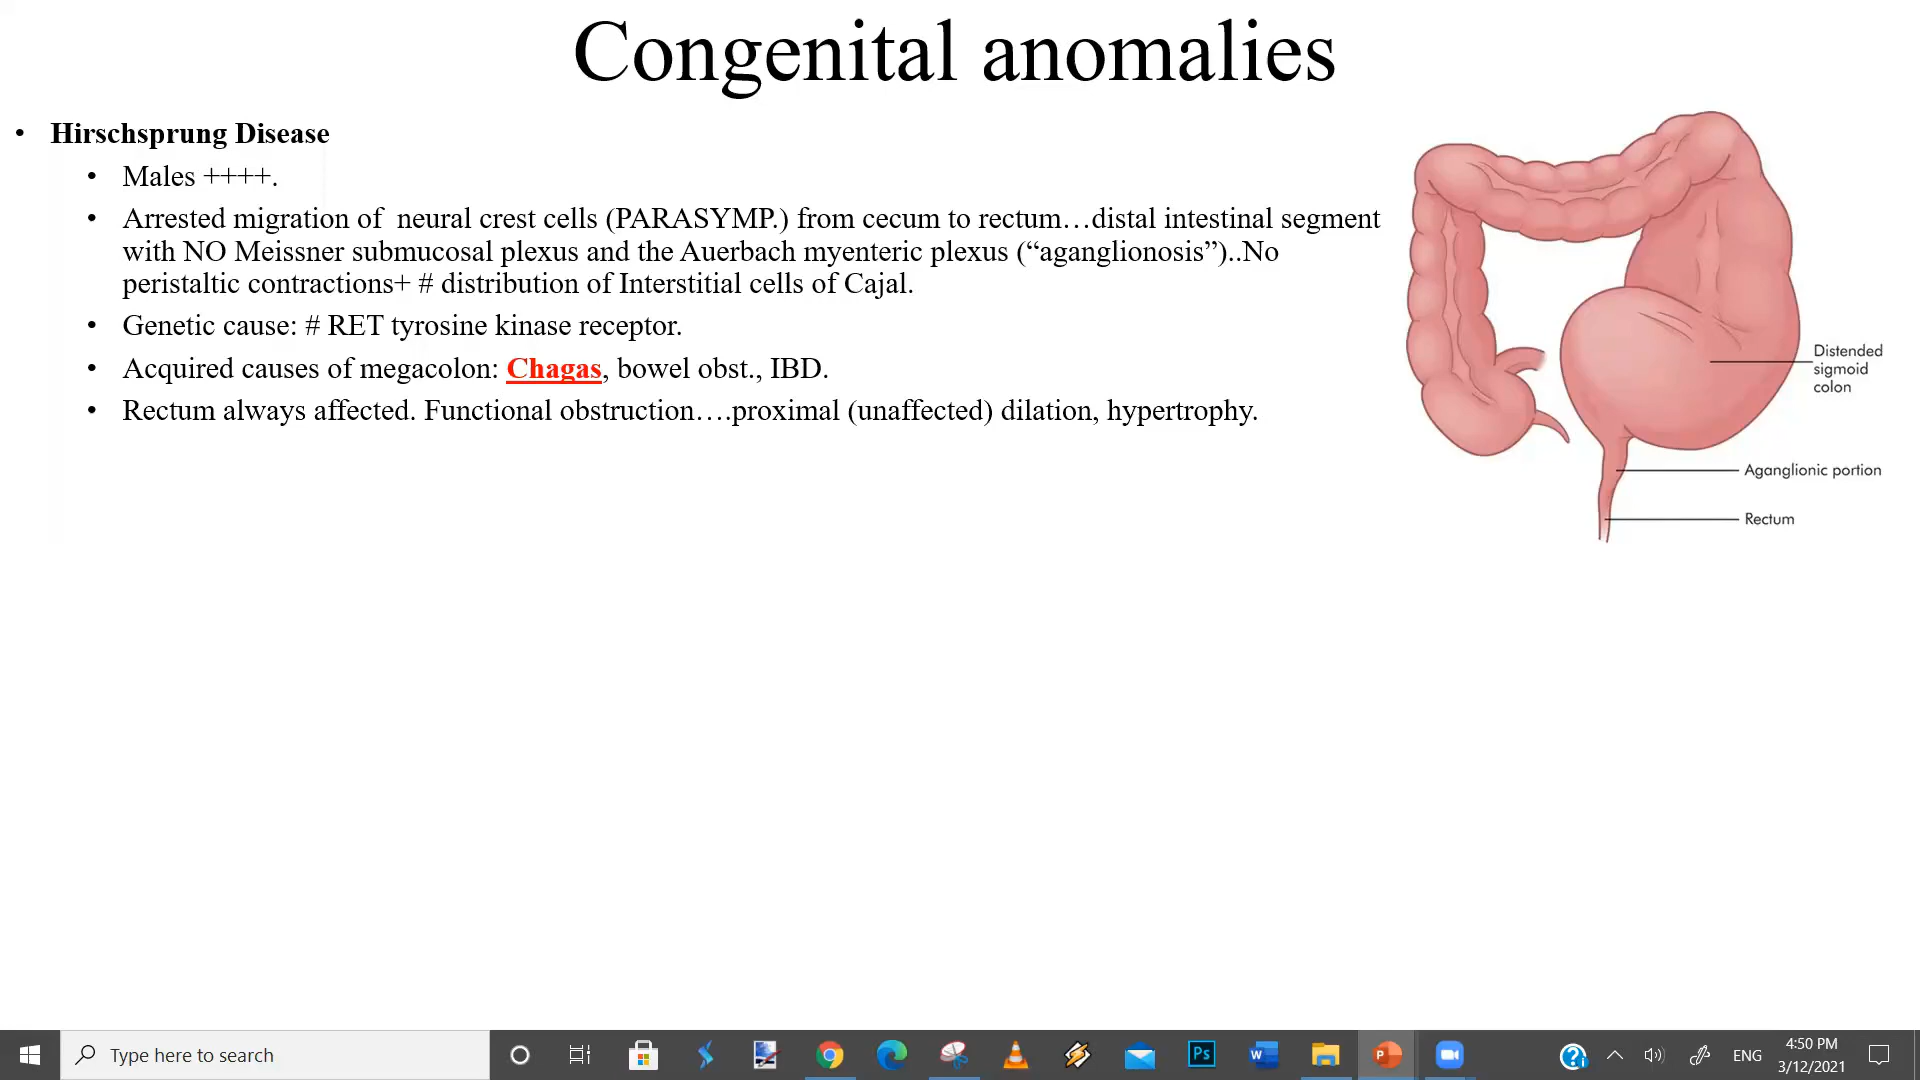 Congenital anomalies
• Hirschsprung Disease
• Males ++++.
• Arrested migration of  neural crest cells (PARASYMP.) from cecum to rectum…distal intestinal segment
with NO Meissner submucosal plexus and the Auerbach myenteric plexus (“aganglionosis”)..No
peristaltic contractions+ # distribution of Interstitial cells of Cajal.
• Genetic cause: # RET tyrosine kinase receptor.
• Acquired causes of megacolon: Chagas, bowel obst., IBD.
• Rectum always affected. Functional obstruction….proximal (unaffected) dilation, hypertrophy.
Distended
sigmoid
colon
Aganglionic portion
Rectum
Type here to search
Ps
W
P
ENG
4:50 PM
3/12/2021